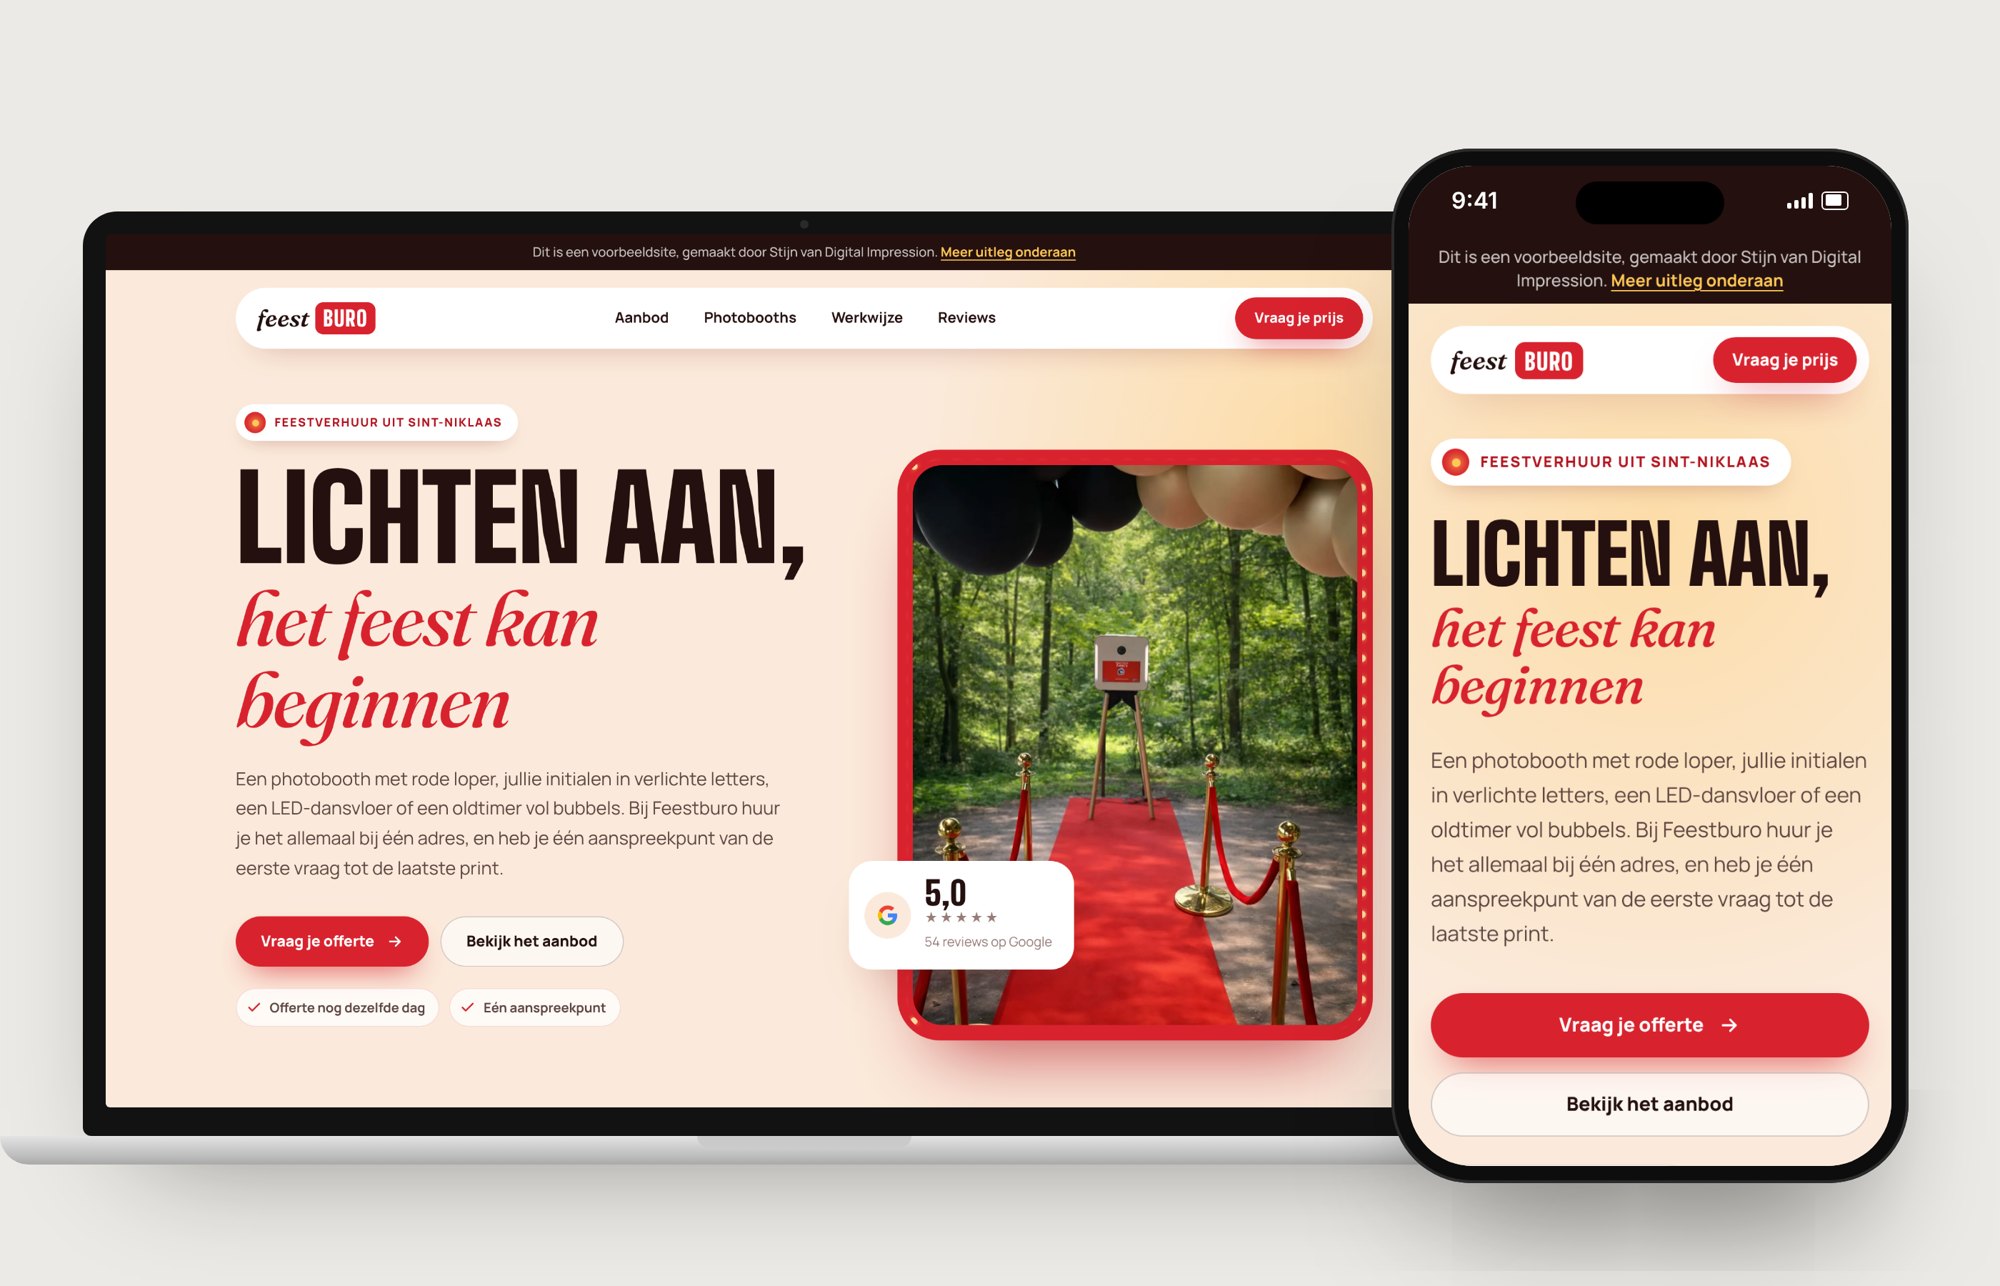 Dit is een voorbeeldsite, gemaakt door Stijn van Digital Impression. Meer uitleg onderaan
feest BURO
Aanbod
Photobooths
Werkwijze
Reviews
Vraag je prijs
FEESTVERHUUR UIT SINT-NIKLAAS
LICHTEN AAN,
het feest kan
beginnen
Een photobooth met rode loper, jullie initialen in verlichte letters,
een LED-dansvloer of een oldtimer vol bubbels. Bij Feestburo huur
je het allemaal bij één adres, en heb je één aanspreekpunt van de
eerste vraag tot de laatste print.
Vraag je offerte →
Bekijk het aanbod
Offerte nog dezelfde dag
Eén aanspreekpunt
5,0
★★★★★
54 reviews op Google
9:41
Dit is een voorbeeldsite, gemaakt door Stijn van Digital
Impression. Meer uitleg onderaan
feest BURO
Vraag je prijs
FEESTVERHUUR UIT SINT-NIKLAAS
LICHTEN AAN,
het feest kan
beginnen
Een photobooth met rode loper, jullie initialen
in verlichte letters, een LED-dansvloer of een
oldtimer vol bubbels. Bij Feestburo huur je
het allemaal bij één adres, en heb je één
aanspreekpunt van de eerste vraag tot de
laatste print.
Vraag je offerte →
Bekijk het aanbod